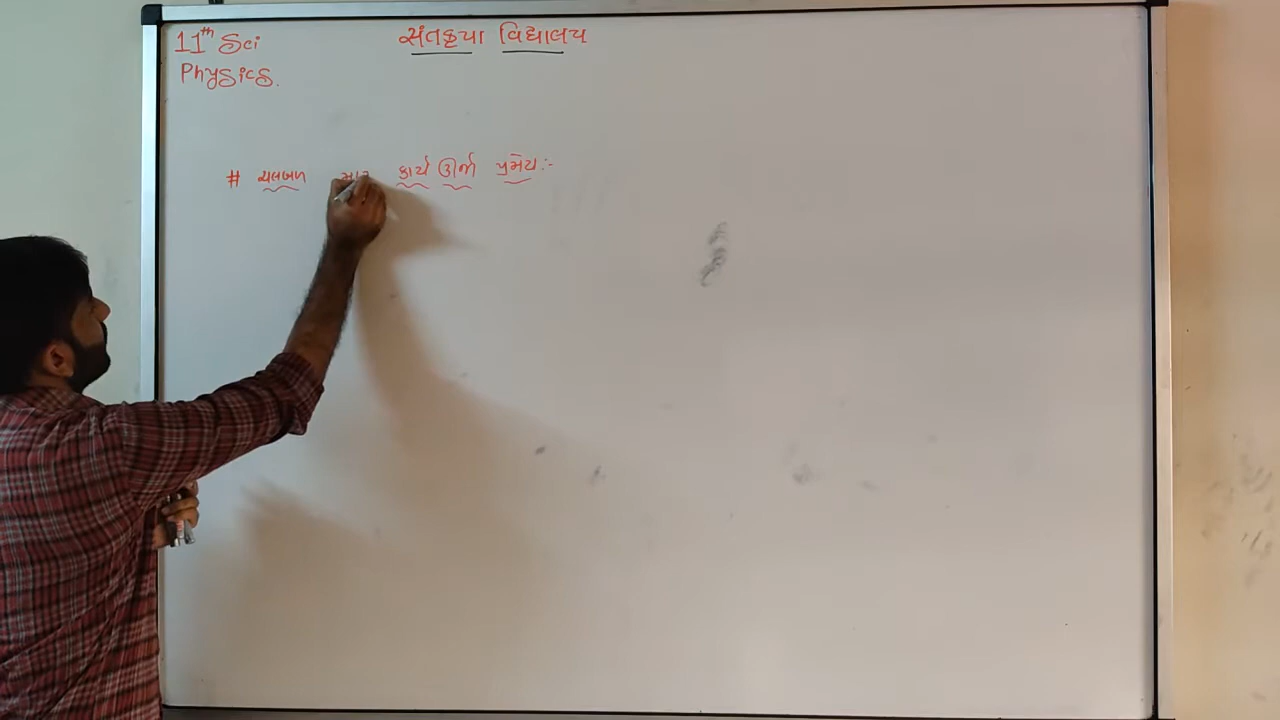 11th Sci
સંતકૃપા વિદ્યાલય
Physics.
# ચલબળ માટે કાર્ય ઊર્જા પ્રમેય :-